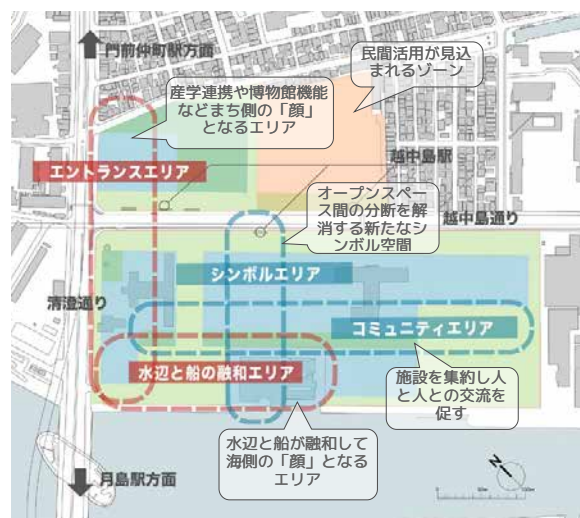 門前仲町駅方面
民間活用が見込
まれるゾーン
産学連携や博物館機能
などまち側の「顔」
となるエリア
エントランスエリア
越中島駅
オープンスペー
ス間の分断を解
消する新たなシ
ンボル空間
越中島通り
シンボルエリア
清澄通り
コミュニティエリア
水辺と船の融和エリア
施設を集約し人
と人との交流を
促す
水辺と船が融和して
海側の「顔」となる
エリア
月島駅方面
N
0 50m 100m